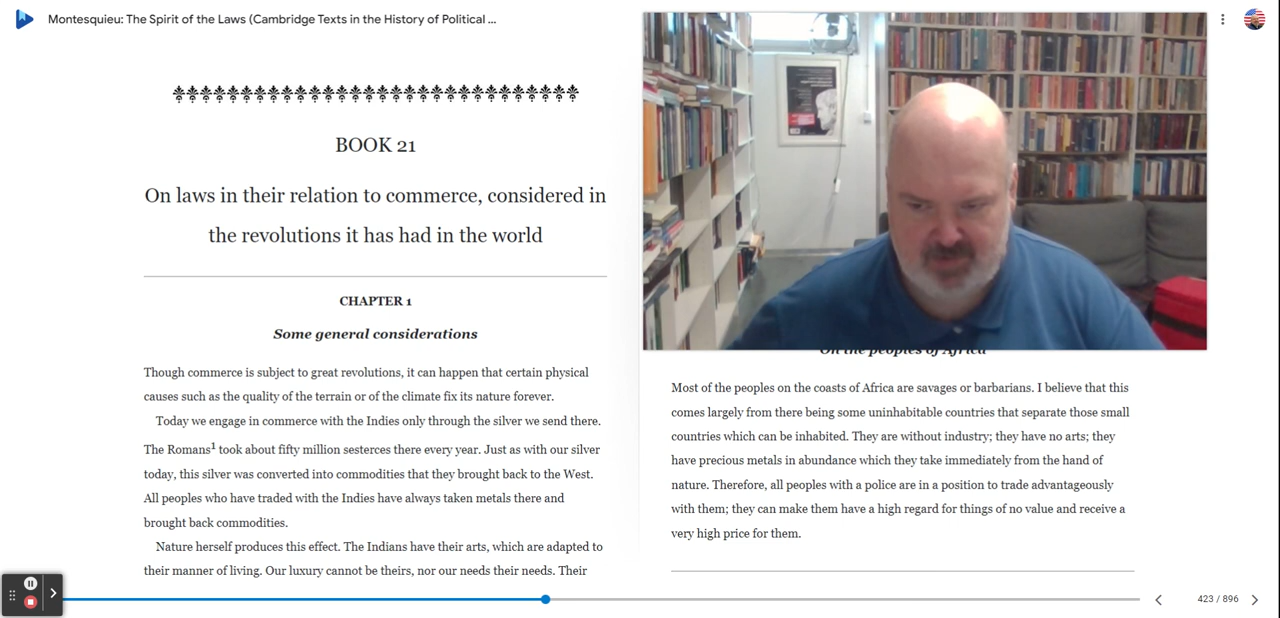 Montesquieu: The Spirit of the Laws (Cambridge Texts in the History of Political ...
BOOK 21
On laws in their relation to commerce, considered in
the revolutions it has had in the world
CHAPTER 1
Some general considerations
Though commerce is subject to great revolutions, it can happen that certain physical
causes such as the quality of the terrain or of the climate fix its nature forever.
Today we engage in commerce with the Indies only through the silver we send there.
The Romans¹ took about fifty million sesterces there every year. Just as with our silver
today, this silver was converted into commodities that they brought back to the West.
All peoples who have traded with the Indies have always taken metals there and
brought back commodities.
Nature herself produces this effect. The Indians have their arts, which are adapted to
their manner of living. Our luxury cannot be theirs, nor our needs their needs. Their
On the peoples of Africa
Most of the peoples on the coasts of Africa are savages or barbarians. I believe that this
comes largely from there being some uninhabitable countries that separate those small
countries which can be inhabited. They are without industry; they have no arts; they
have precious metals in abundance which they take immediately from the hand of
nature. Therefore, all peoples with a police are in a position to trade advantageously
with them; they can make them have a high regard for things of no value and receive a
very high price for them.
423 / 896